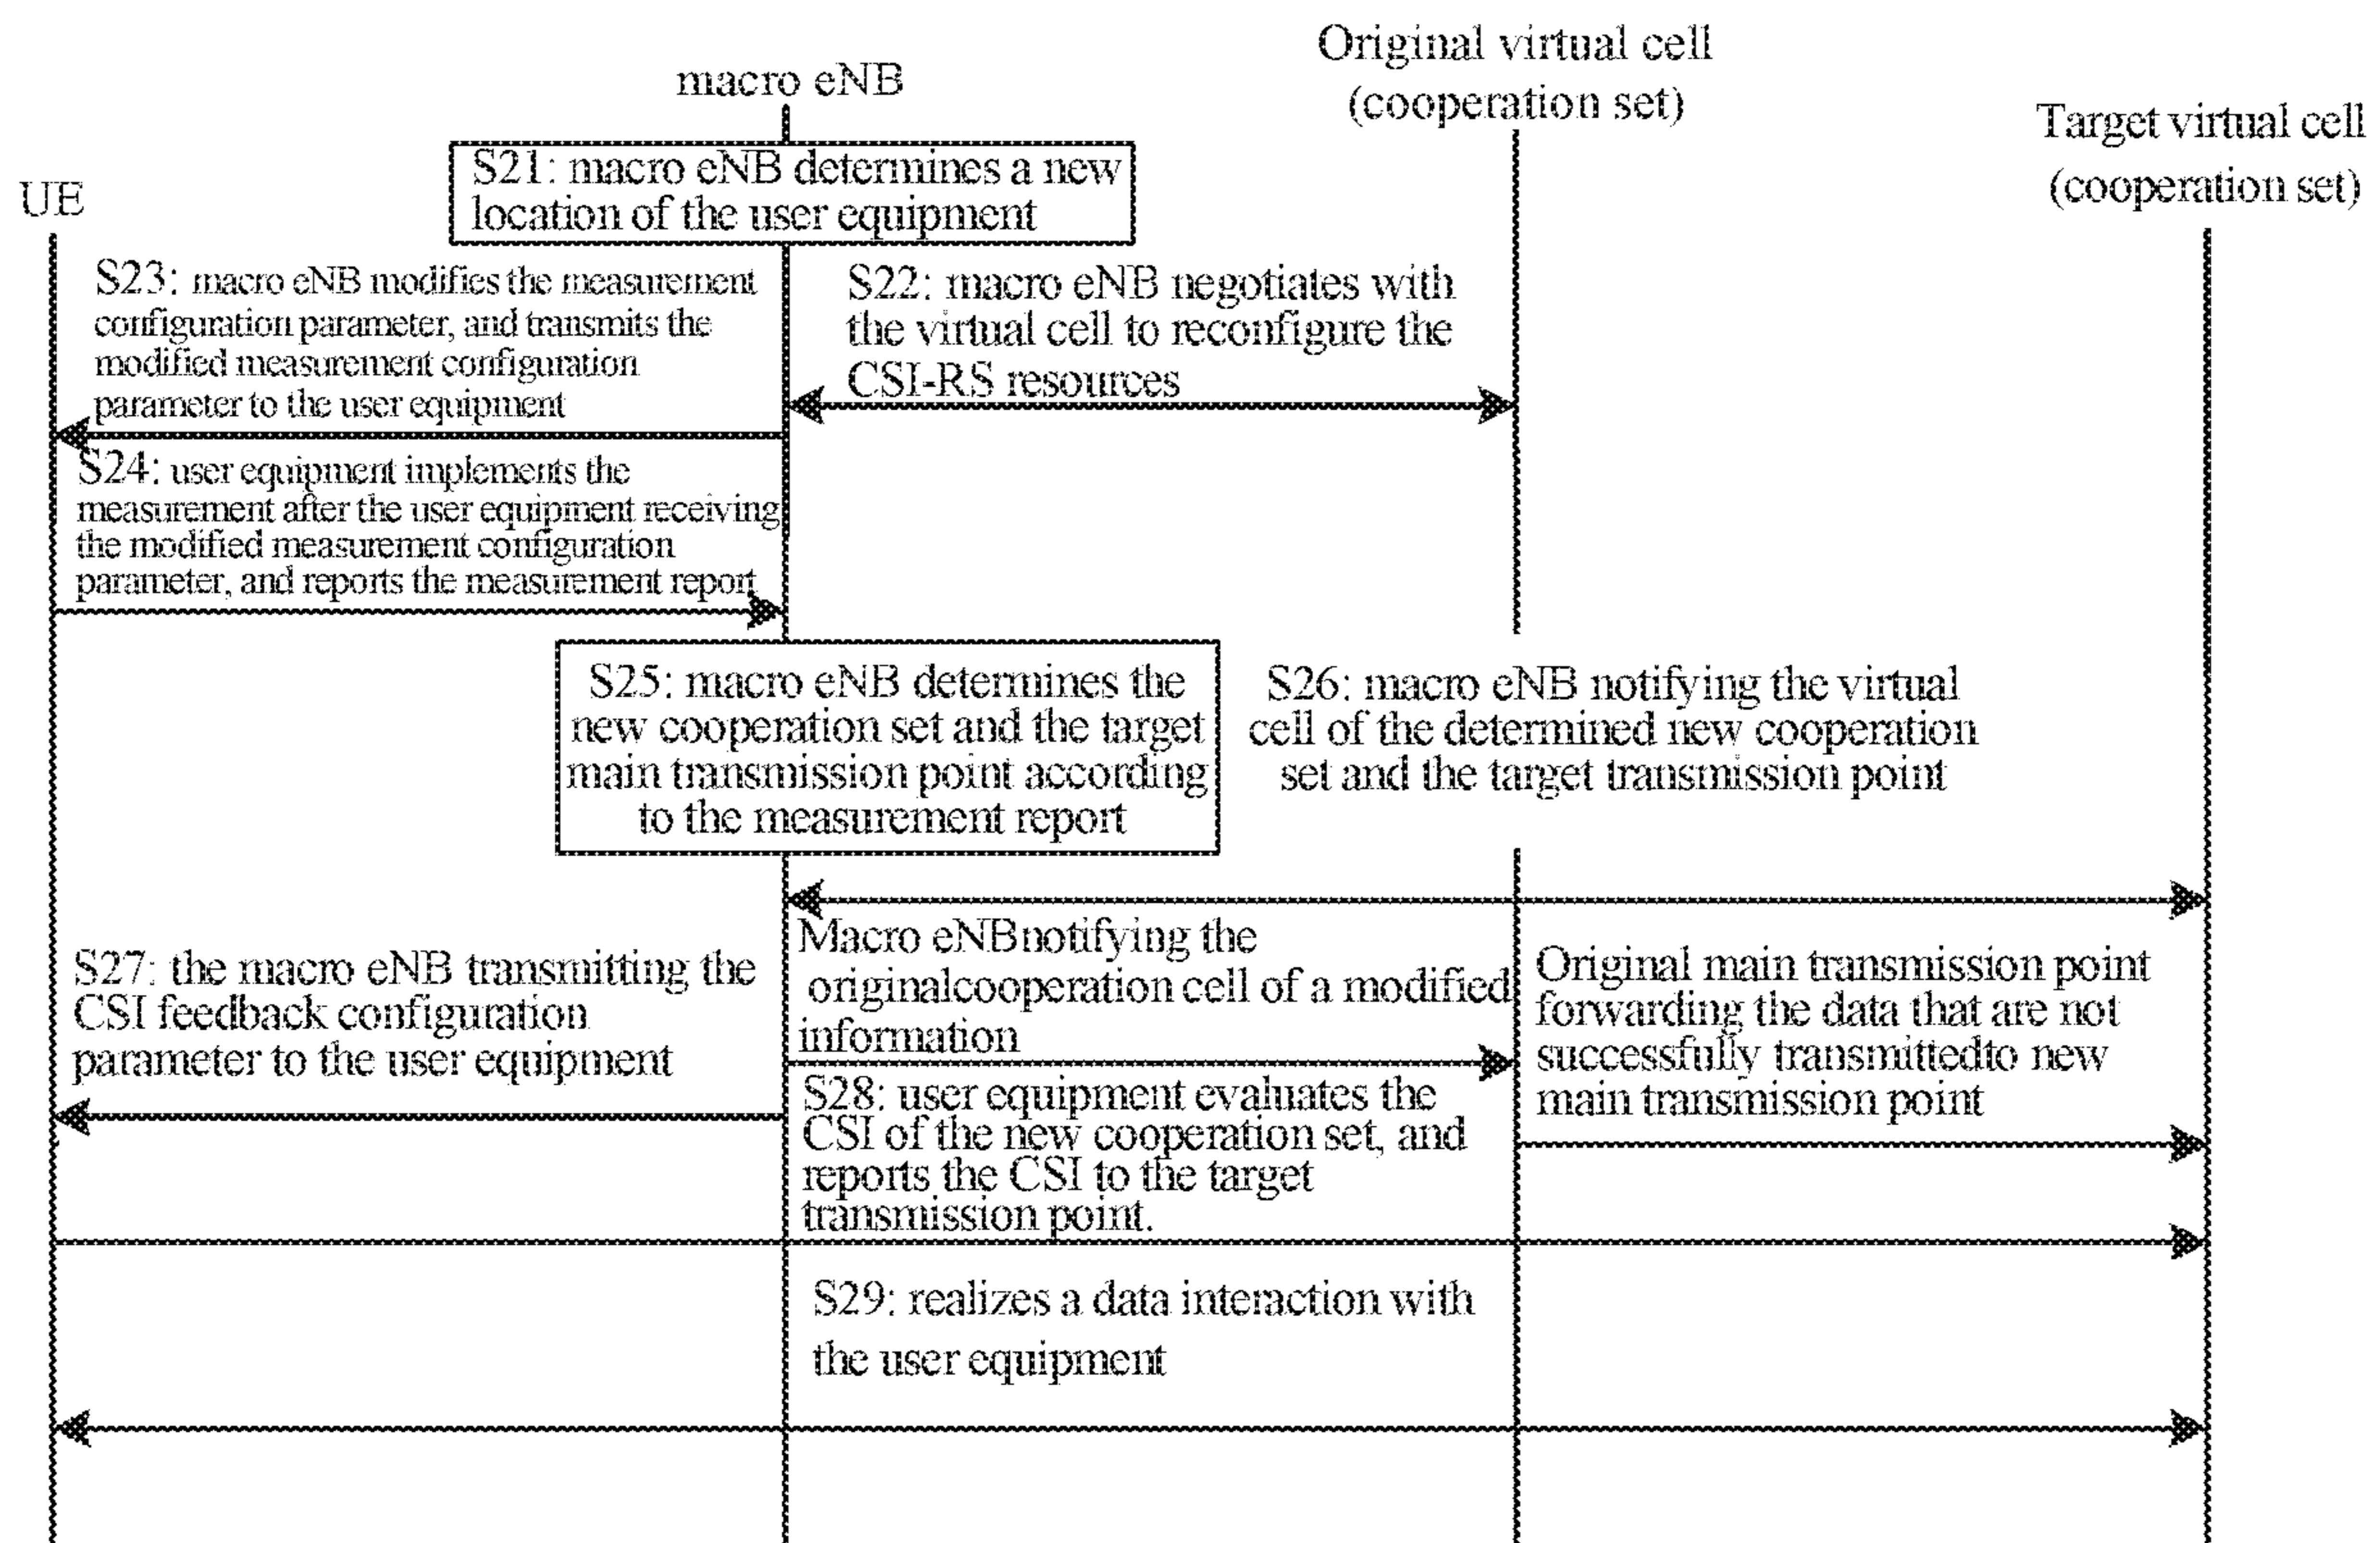 Original virtual cell
(cooperation set)
macro eNB
Target virtual cell
(cooperation set)
UE
S21: macro eNB determines a new
location of the user equipment
S23: macro eNB modifies the measurement
configuration parameter, and transmits the
modified measurement configuration
parameter to the user equipment
S22: macro eNB negotiates with
the virtual cell to reconfigure the
CSI-RS resources
S24: user equipment implements the
measurement after the user equipment receiving
the modified measurement configuration
parameter, and reports the measurement report
S25: macro eNB determines the
new cooperation set and the target
main transmission point according
to the measurement report
S26: macro eNB notifying the virtual
cell of the determined new cooperation
set and the target transmission point
Macro eNBnotifying the
originalcooperation cell of a modified
information
S27: the macro eNB transmitting the
CSI feedback configuration
parameter to the user equipment
Original main transmission point
forwarding the data that are not
successfully transmittedto new
main transmission point
S28: user equipment evaluates the
CSI of the new cooperation set, and
reports the CSI to the target
transmission point.
S29: realizes a data interaction with
the user equipment